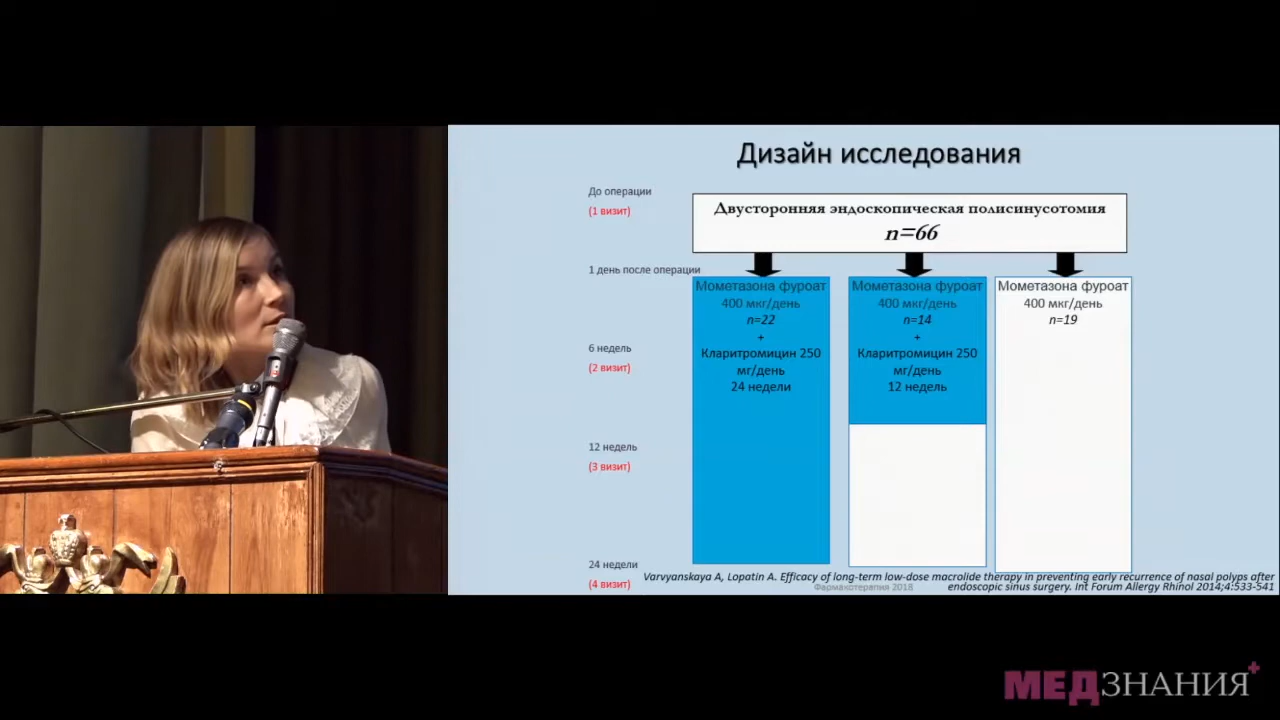 Дизайн исследования
До операции
(1 визит)
Двусторонняя эндоскопическая полисинусотомия
n=66
1 день после операции
Мометазона фуроат
400 мкг/день
n=22
+
Кларитромицин 250
мг/день
24 недели
Мометазона фуроат
400 мкг/день
n=14
+
Кларитромицин 250
мг/день
12 недель
Мометазона фуроат
400 мкг/день
n=19
6 недель
(2 визит)
12 недель
(3 визит)
24 недели
(4 визит)
Varvyanskaya A, Lopatin A. Efficacy of long-term low-dose macrolide therapy in preventing early recurrence of nasal polyps after
endoscopic sinus surgery. Int Forum Allergy Rhinol 2014;4:533-541
Фармакотерапия 2018
МЕДЗНАНИЯ+